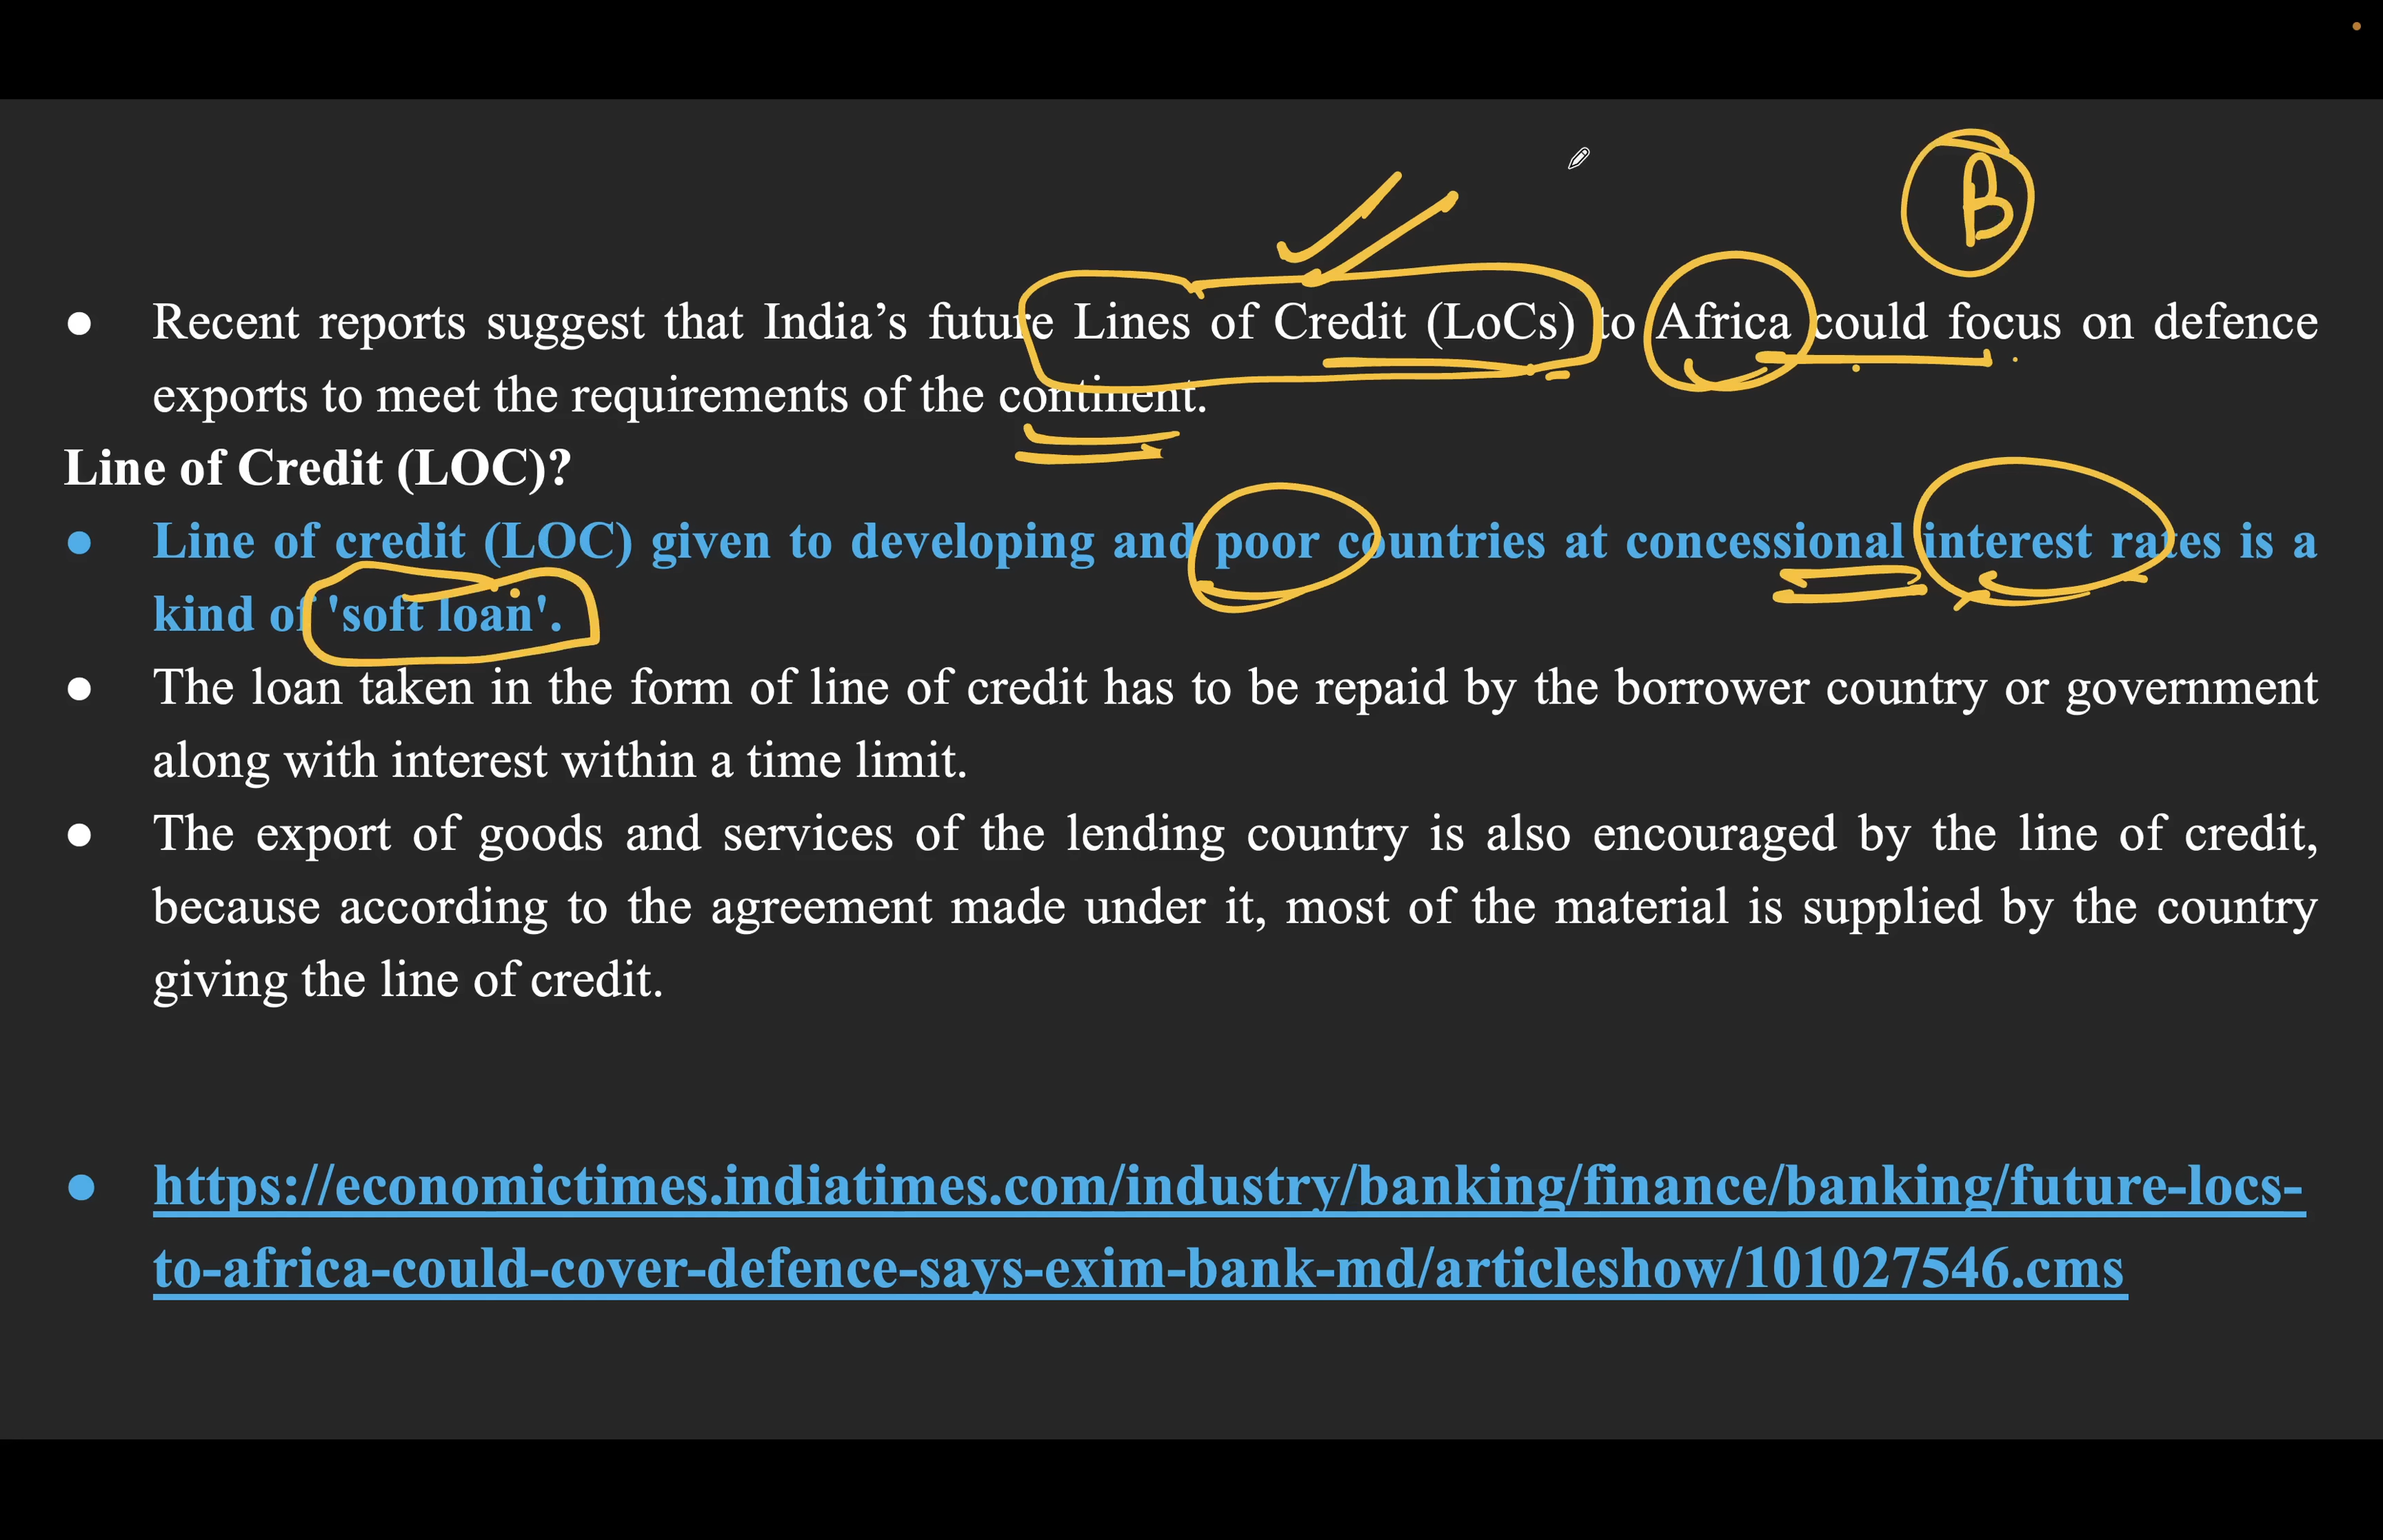 B
● Recent reports suggest that India’s future Lines of Credit (LoCs) to Africa could focus on defence
exports to meet the requirements of the continent.
Line of Credit (LOC)?
● Line of credit (LOC) given to developing and poor countries at concessional interest rates is a
kind of 'soft loan'.
● The loan taken in the form of line of credit has to be repaid by the borrower country or government
along with interest within a time limit.
● The export of goods and services of the lending country is also encouraged by the line of credit,
because according to the agreement made under it, most of the material is supplied by the country
giving the line of credit.
● https://economictimes.indiatimes.com/industry/banking/finance/banking/future-locs-
to-africa-could-cover-defence-says-exim-bank-md/articleshow/101027546.cms